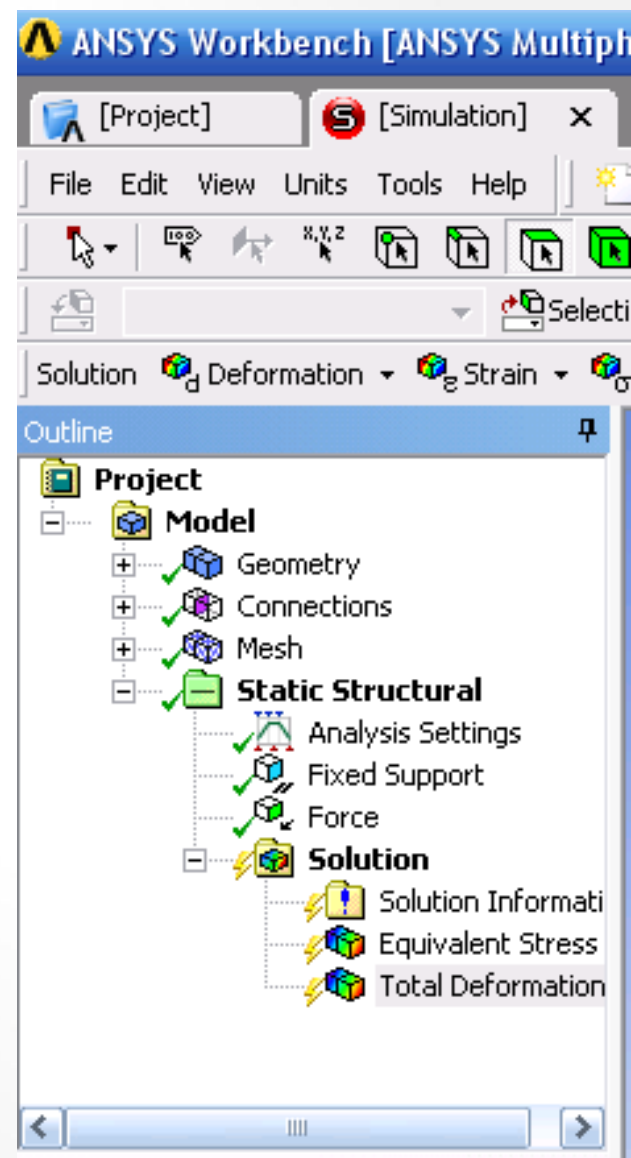 ANSYS Workbench [ANSYS Multiph
[Project] [Simulation]
File Edit View Units Tools Help
X,Y,Z
Selecti
Solution Deformation Strain
Outline
Project
Model
Geometry
Connections
Mesh
Static Structural
Analysis Settings
Fixed Support
Force
Solution
Solution Informati
Equivalent Stress
Total Deformation